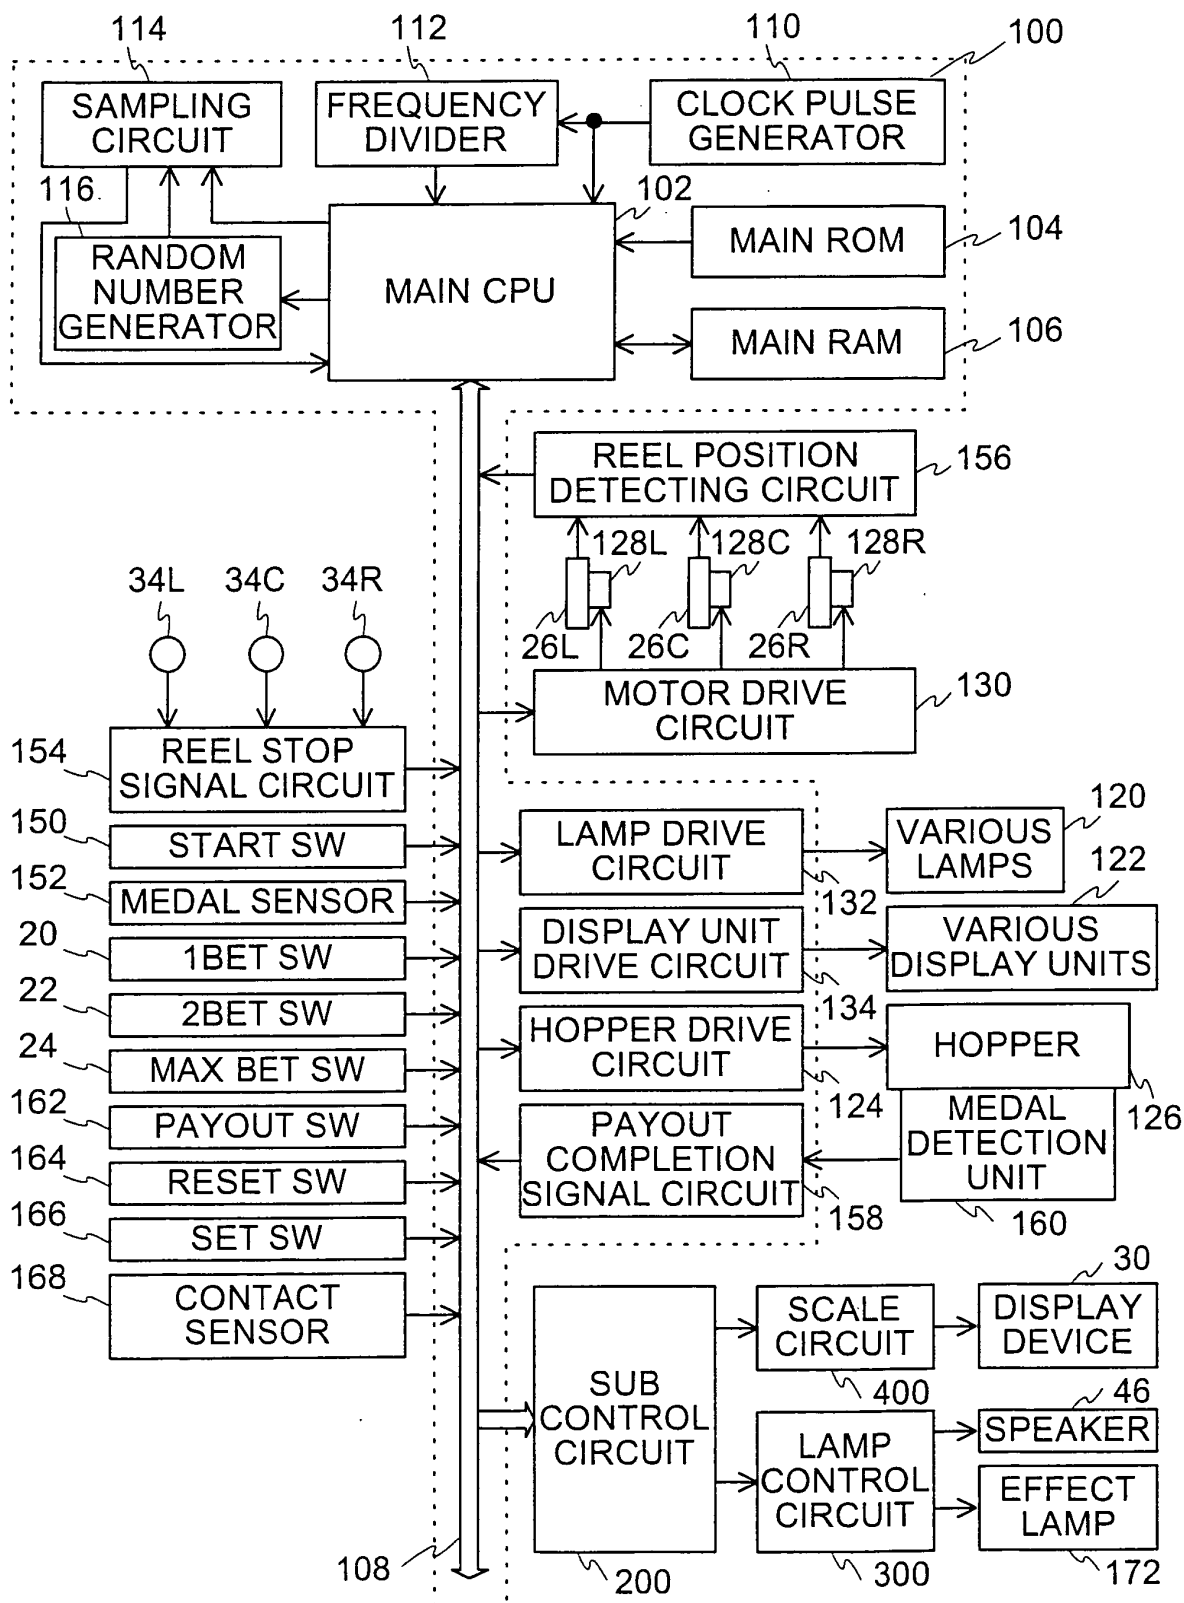 114
112
110
100
SAMPLING
CIRCUIT
FREQUENCY
DIVIDER
CLOCK PULSE
GENERATOR
116
102
RANDOM
NUMBER
GENERATOR
MAIN CPU
MAIN ROM
104
MAIN RAM
106
REEL POSITION
DETECTING CIRCUIT
156
128L
128C
128R
34L
34C
34R
26L
26C
26R
MOTOR DRIVE
CIRCUIT
130
154
REEL STOP
SIGNAL CIRCUIT
150
START SW
152
MEDAL SENSOR
20
1BET SW
22
2BET SW
24
MAX BET SW
162
PAYOUT SW
164
RESET SW
166
SET SW
168
CONTACT
SENSOR
LAMP DRIVE
CIRCUIT
132
VARIOUS
LAMPS
120
122
DISPLAY UNIT
DRIVE CIRCUIT
134
VARIOUS
DISPLAY UNITS
HOPPER DRIVE
CIRCUIT
124
HOPPER
126
PAYOUT
COMPLETION
SIGNAL CIRCUIT
158
MEDAL
DETECTION
UNIT
160
SUB
CONTROL
CIRCUIT
200
SCALE
CIRCUIT
400
30
DISPLAY
DEVICE
46
SPEAKER
LAMP
CONTROL
CIRCUIT
300
EFFECT
LAMP
172
108